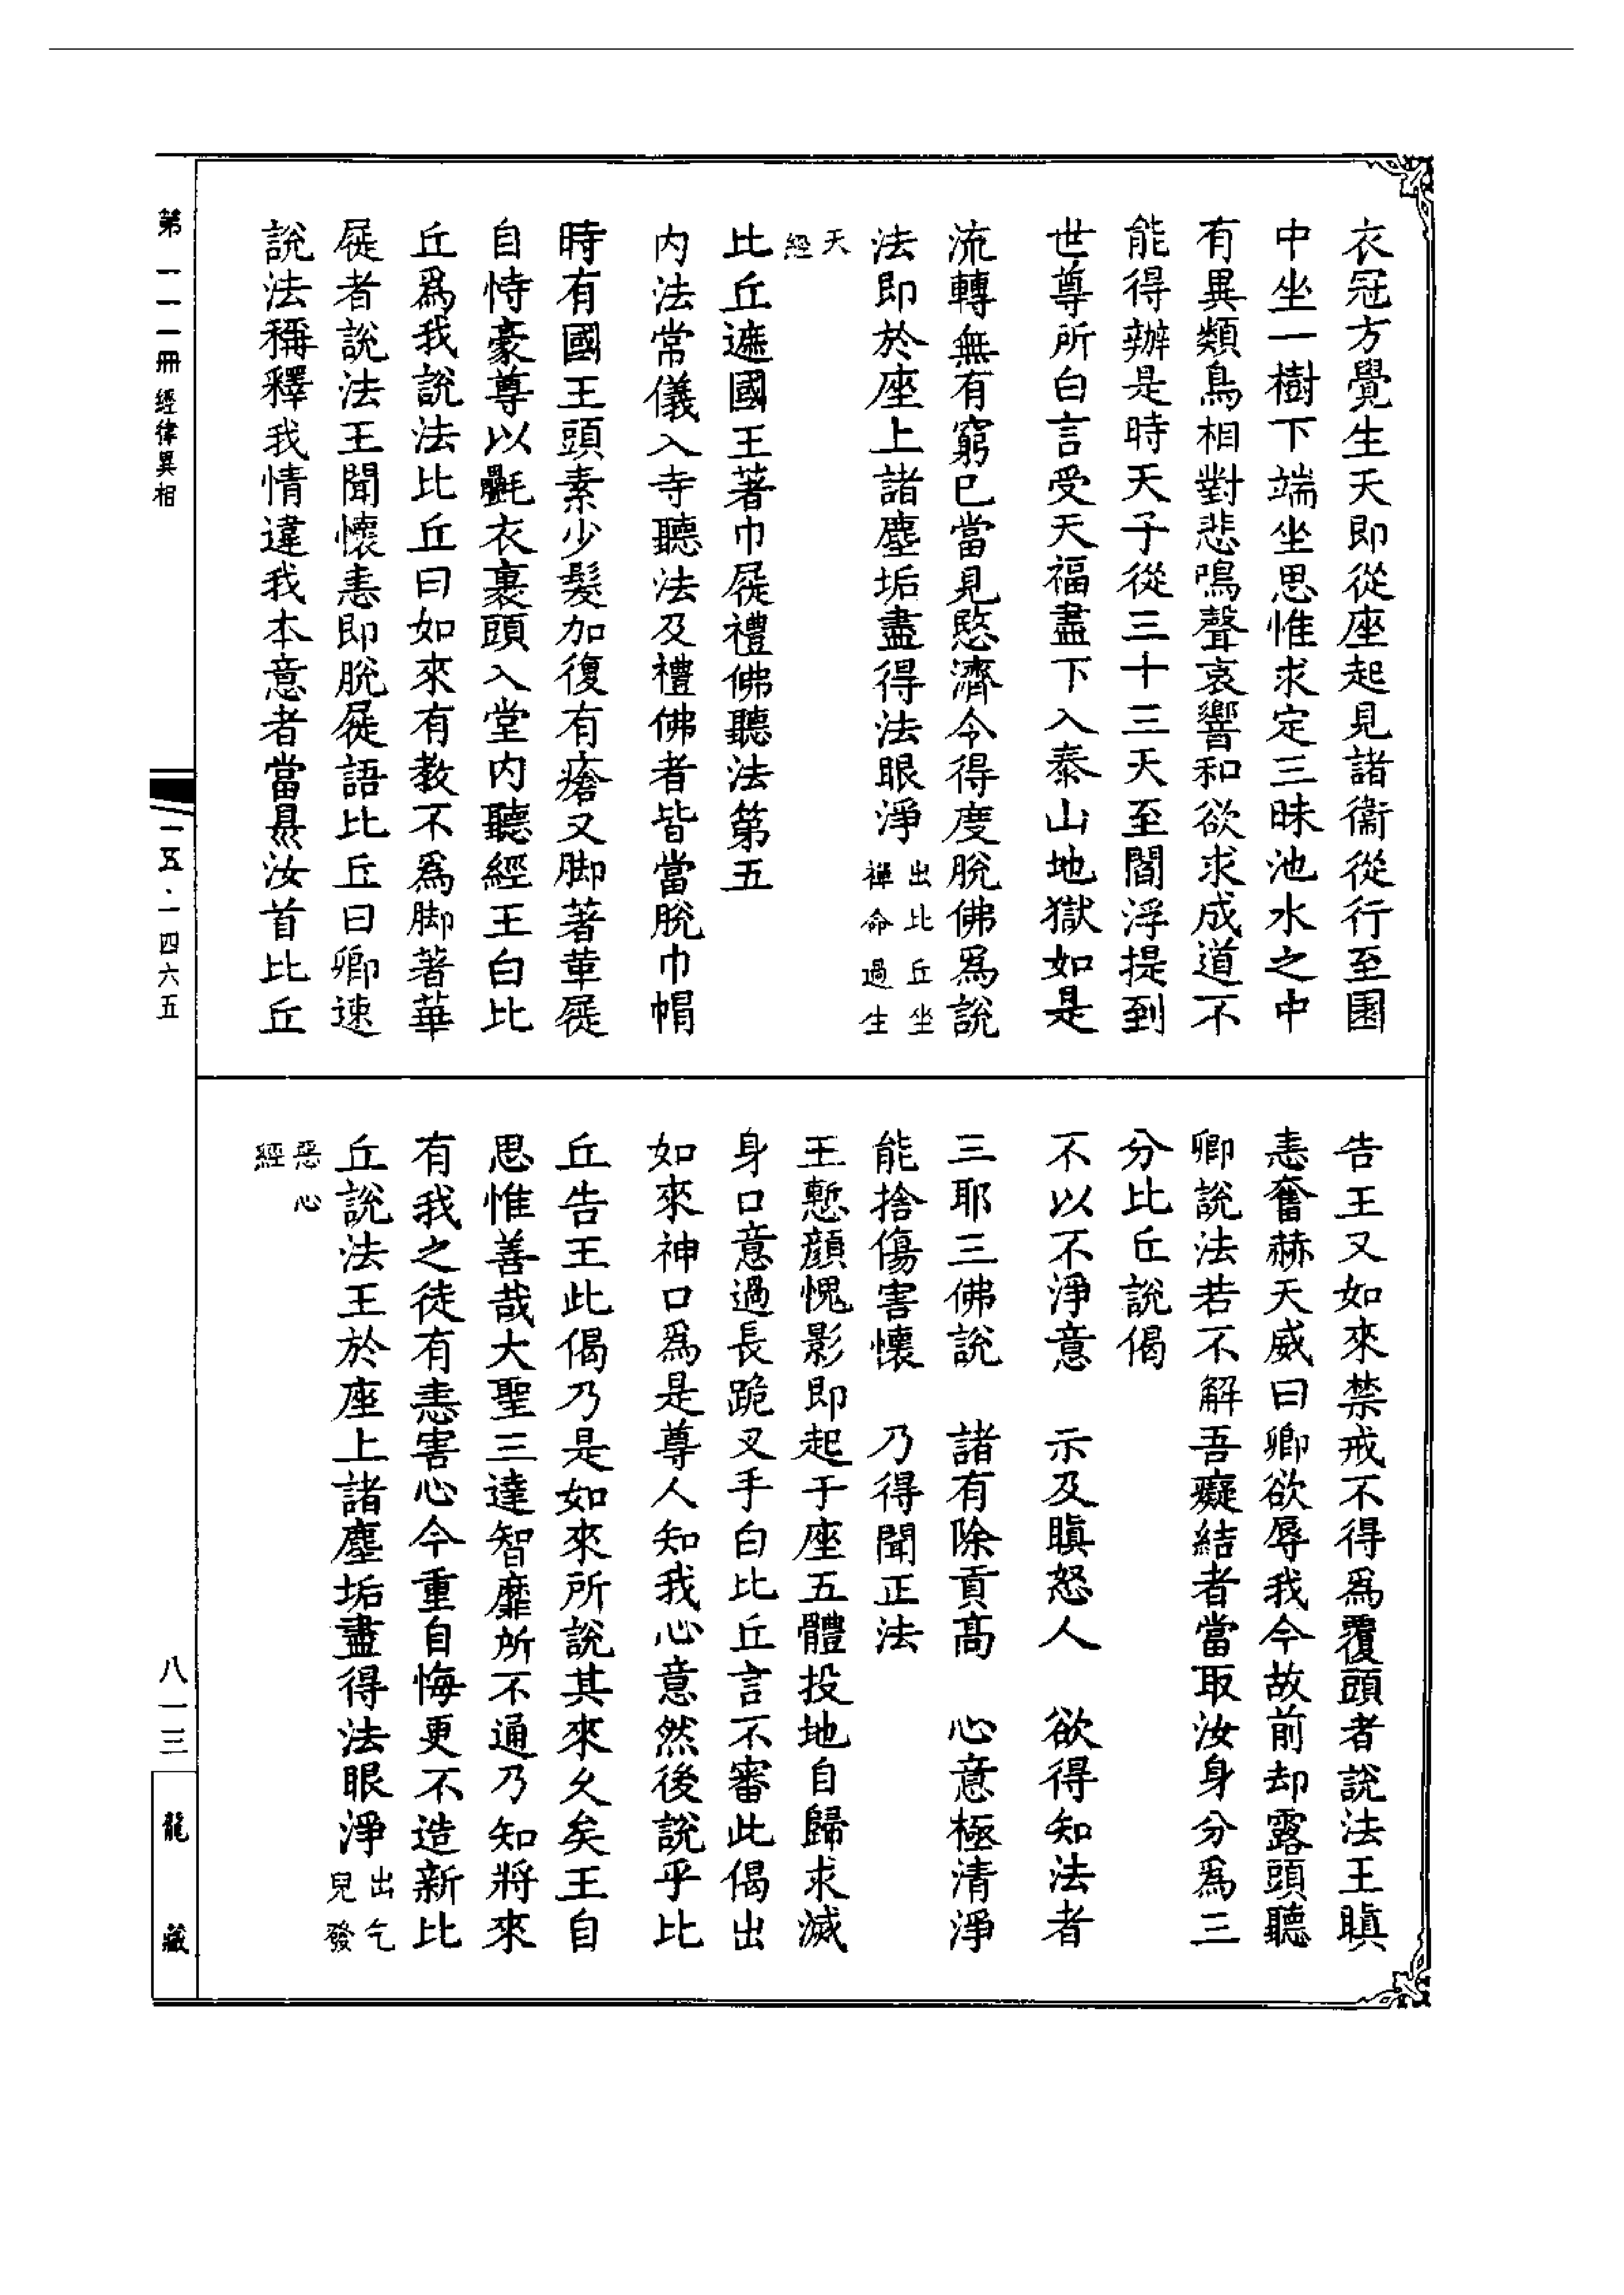 衣冠方覺生天即從座起見諸衞從行至園
中坐一樹下端坐思惟求定三昧池水之中
有異類鳥相對悲鳴聲哀響和欲求成道不
能得辦是時天子從三十三天至閻浮提到
世尊所白言受天福盡下入泰山地獄如是
流轉無有窮已當見愍濟令得度脫佛爲說
法即於座上諸塵垢盡得法眼淨出比丘坐禪命過生
天經
比丘遮國王著巾屣禮佛聽法第五
内法常儀入寺聽法及禮佛者皆當脫巾帽
時有國王頭素少髮加復有瘡又脚著革屣
自恃豪尊以氎衣裹頭入堂内聽經王白比
丘爲我說法比丘曰如來有教不爲脚著革
屣者說法王聞懷恚即脫屣語比丘曰卿速
說法稱釋我情違我本意者當梟汝首比丘
告王又如來禁戒不得爲覆頭者說法王瞋
恚奮赫天威曰卿欲辱我今故前却露頭聽
卿說法若不解吾癡結者當取汝身分爲三
分比丘說偈
不以不淨意　示及瞋怒人　欲得知法者
三耶三佛說　諸有除貢高　心意極清淨
能捨傷害懷　乃得聞正法
王慙顔愧影即起于座五體投地自歸求滅
身口意過長跪叉手白比丘言不審此偈出
如來神口爲是尊人知我心意然後說乎比
丘告王此偈乃是如來所說其來久矣王自
思惟善哉大聖三達智靡所不通乃知將來
有我之徒有恚害心今重自悔更不造新比
丘說法王於座上諸塵垢盡得法眼淨出乞兒發
惡心經
第一一一冊 經律異相
一五·一四六五
八一三
龍藏